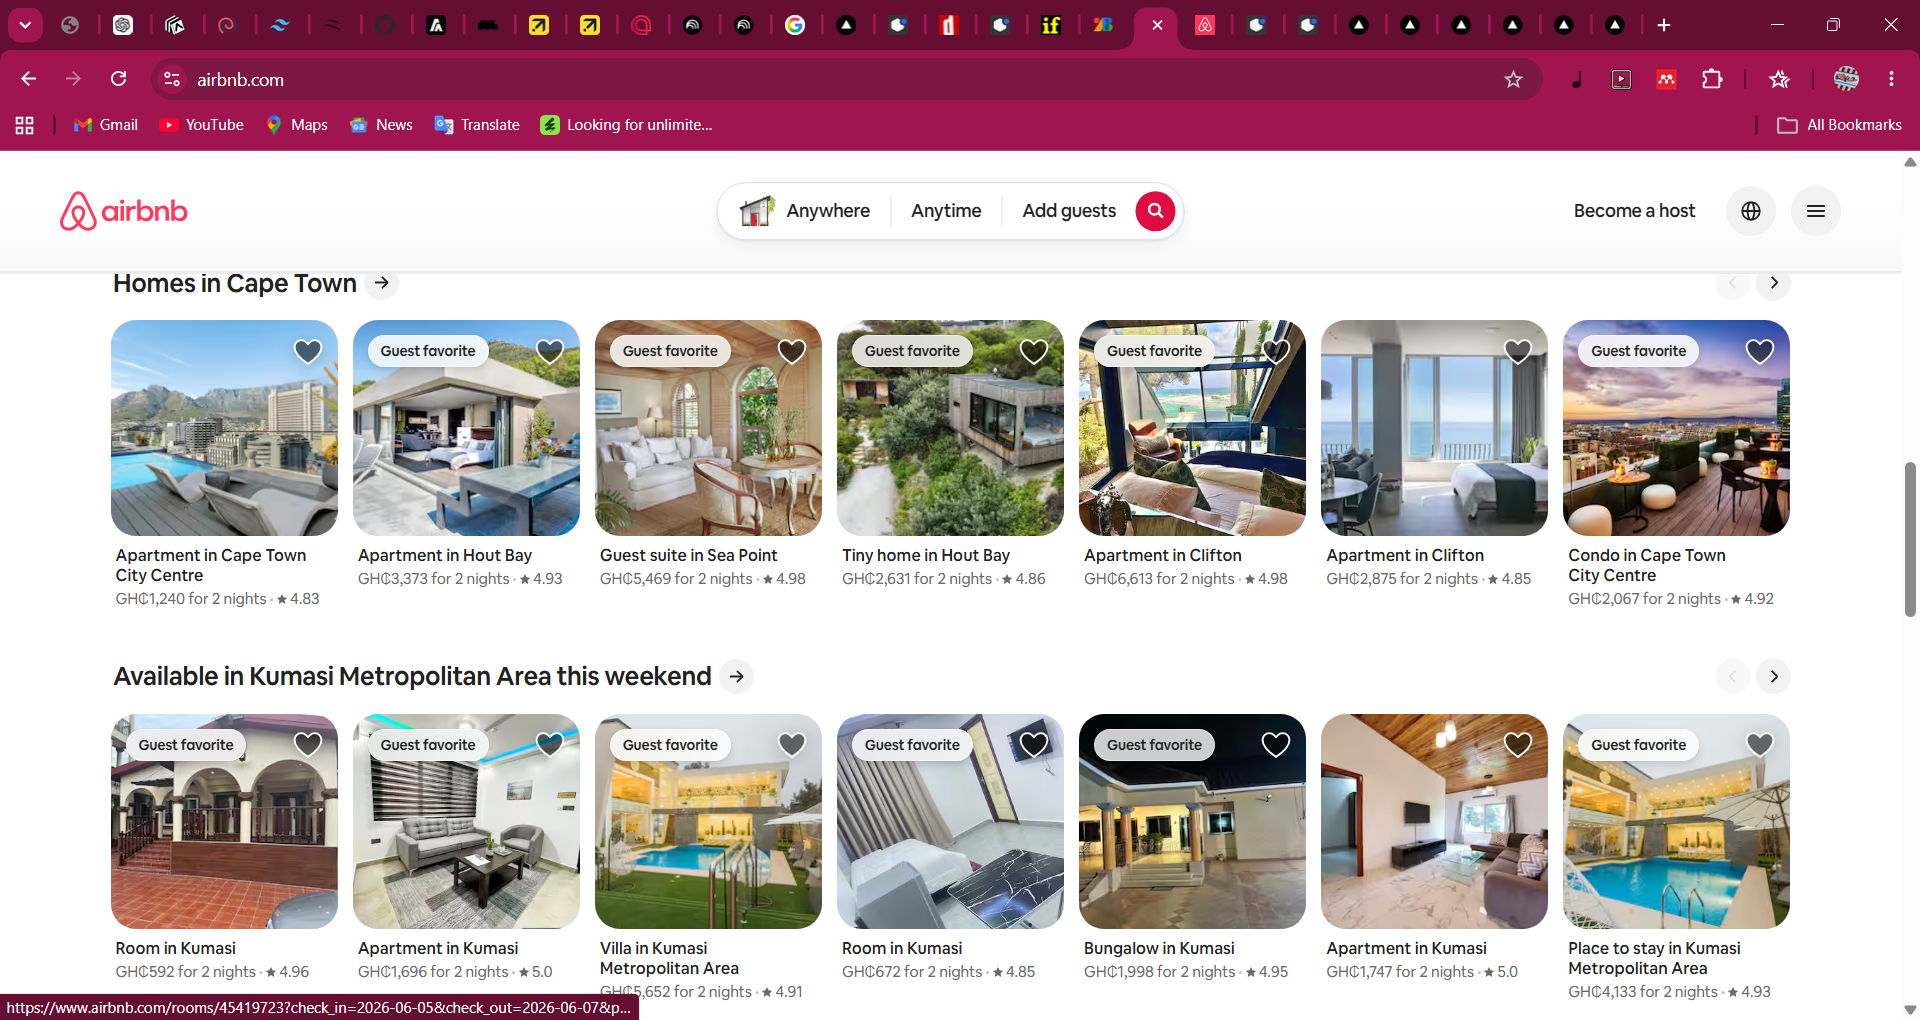 airbnb.com
Gmail
YouTube
Maps
News
Translate
Looking for unlimite...
All Bookmarks
airbnb
Anywhere
Anytime
Add guests
Become a host
Homes in Cape Town
Guest favorite
Guest favorite
Guest favorite
Guest favorite
Guest favorite
Apartment in Cape Town
City Centre
GH₵1,240 for 2 nights · ★ 4.83
Apartment in Hout Bay
GH₵3,373 for 2 nights · ★ 4.93
Guest suite in Sea Point
GH₵5,469 for 2 nights · ★ 4.98
Tiny home in Hout Bay
GH₵2,631 for 2 nights · ★ 4.86
Apartment in Clifton
GH₵6,613 for 2 nights · ★ 4.98
Apartment in Clifton
GH₵2,875 for 2 nights · ★ 4.85
Condo in Cape Town
City Centre
GH₵2,067 for 2 nights · ★ 4.92
Available in Kumasi Metropolitan Area this weekend
Guest favorite
Guest favorite
Guest favorite
Guest favorite
Guest favorite
Guest favorite
Room in Kumasi
GH₵592 for 2 nights · ★ 4.96
Apartment in Kumasi
GH₵1,696 for 2 nights · ★ 5.0
Villa in Kumasi
Metropolitan Area
GH₵5,652 for 2 nights · ★ 4.91
Room in Kumasi
GH₵672 for 2 nights · ★ 4.85
Bungalow in Kumasi
GH₵1,998 for 2 nights · ★ 4.95
Apartment in Kumasi
GH₵1,747 for 2 nights · ★ 5.0
Place to stay in Kumasi
Metropolitan Area
GH₵4,133 for 2 nights · ★ 4.93
https://www.airbnb.com/rooms/45419723?check_in=2026-06-05&check_out=2026-06-07&p...